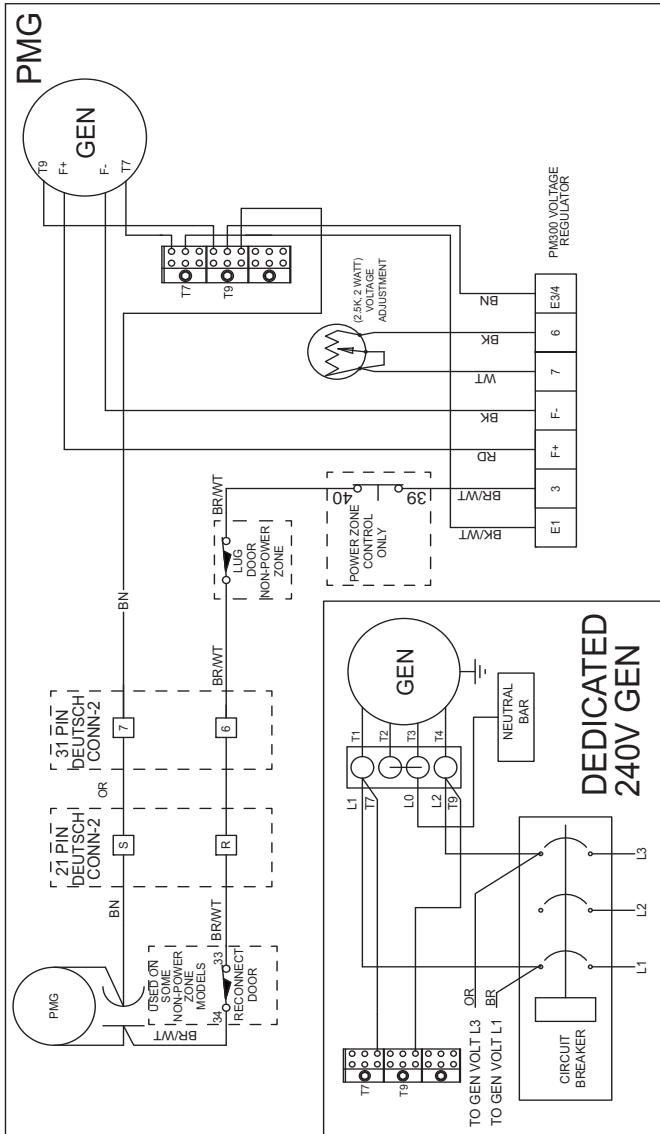 PMG
GEN
T9
F+
F-
T7
T7
T9
(2.5K, 2 WATT)
VOLTAGE
ADJUSTMENT
PM300 VOLTAGE
REGULATOR
BN
BK
WT
BK
RD
BR/WT
BK/WT
E3/4
6
7
F-
F+
3
E1
BN
BR/WT
LUG
DOOR
NON-POWER
ZONE
40
39
POWER ZONE
CONTROL
ONLY
BR/WT
31 PIN
DEUTSCH
CONN-2
7
6
OR
21 PIN
DEUTSCH
CONN-2
S
R
BN
BR/WT
PMG
USED ON
SOME
NON-POWER
ZONE
MODELS
34
33
RECONNECT
DOOR
BR/WT
DEDICATED
240V GEN
GEN
T1
T2
T3
T4
L1
T7
L0
L2
T9
NEUTRAL
BAR
T7
T9
OR
BR
TO GEN VOLT L3
TO GEN VOLT L1
CIRCUIT
BREAKER
L1
L2
L3